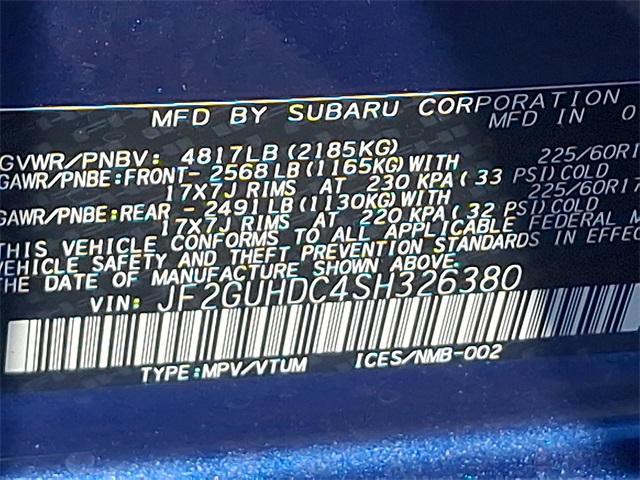 MFD BY SUBARU CORPORATION
MFD IN 0
GVWR/PNBV: 4817LB (2185KG)
GAWR/PNBE:FRONT- 2568 LB (1165KG) WITH 225/60R1
17X7J RIMS AT 230 KPA ( 33 PSI) COLD
GAWR/PNBE:REAR - 2491 LB (1130KG) WITH 225/60R17
17X7J RIMS AT 220 KPA ( 32 PSI) COLD
THIS VEHICLE CONFORMS TO ALL APPLICABLE FEDERAL M
VEHICLE SAFETY AND THEFT PREVENTION STANDARDS IN EFFEC
THE DATE OF MANUFACTURE SHOWN ABOVE.
VIN: JF2GUHDC4SH326380
TYPE:MPV/VTUM ICES/NMB-002